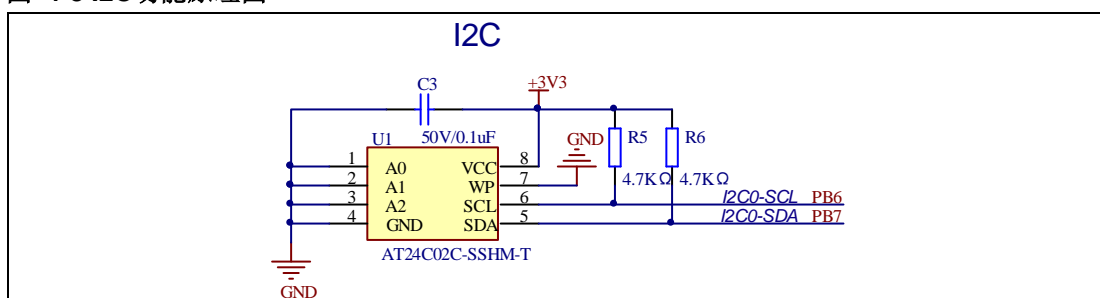 I2C
C3
+3V3
U1
50V/0.1uF
GND
R5
R6
1
A0
VCC
8
2
A1
WP
7
4.7KΩ
4.7KΩ
3
A2
SCL
6
I2C0-SCL
PB6
4
GND
SDA
5
I2C0-SDA
PB7
AT24C02C-SSHM-T
GND